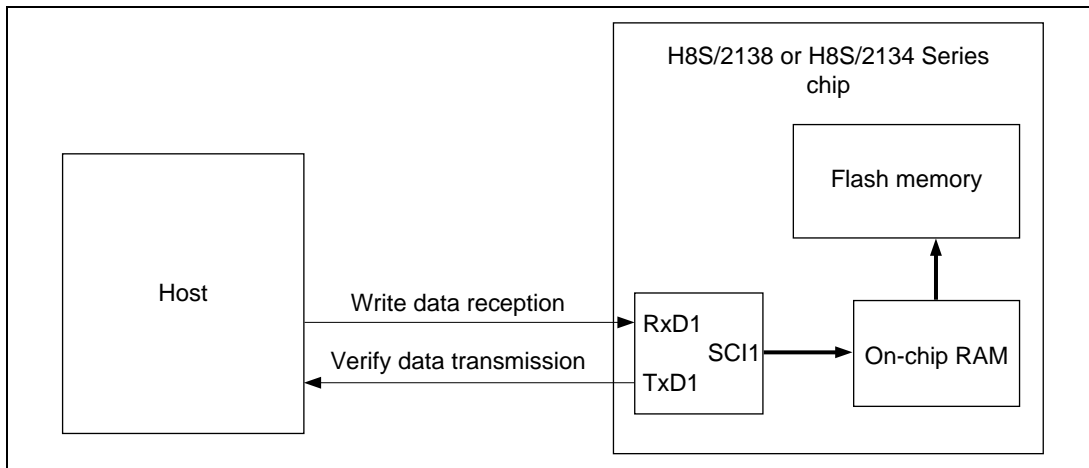 H8S/2138 or H8S/2134 Series
chip
Flash memory
Host
Write data reception
Verify data transmission
RxD1
SCI1
TxD1
On-chip RAM